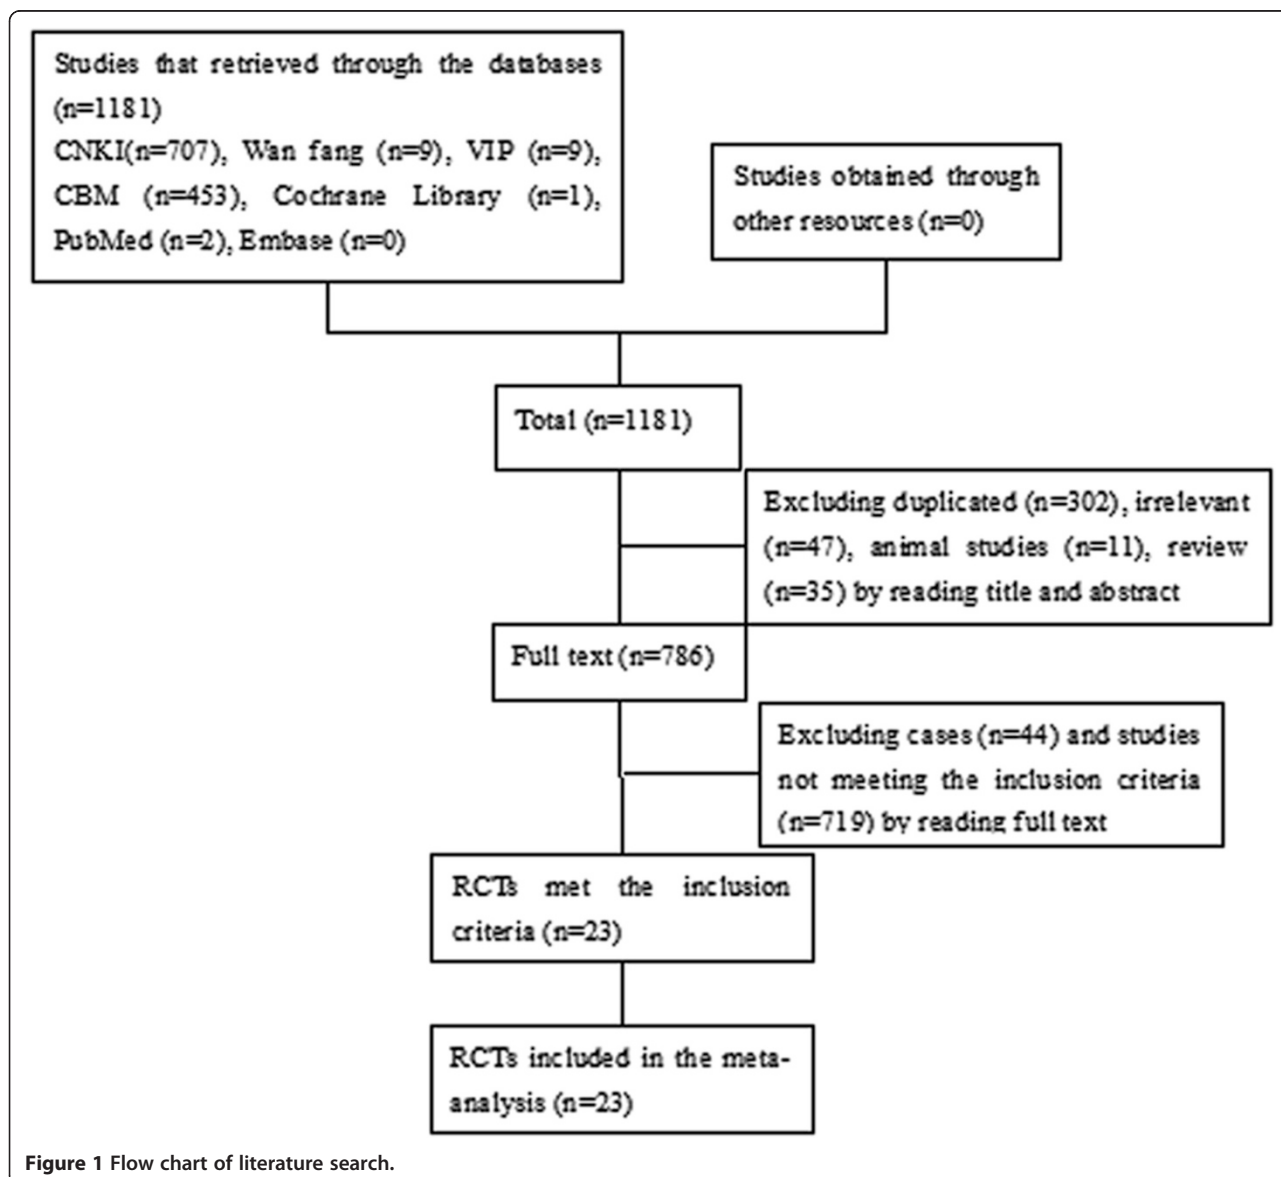 Studies that retrieved through the databases
(n=1181)
CNKI(n=707), Wan fang (n=9), VIP (n=9),
CBM (n=453), Cochrane Library (n=1),
PubMed (n=2), Embase (n=0)
Studies obtained through
other resources (n=0)
Total (n=1181)
Excluding duplicated (n=302), irrelevant
(n=47), animal studies (n=11), review
(n=35) by reading title and abstract
Full text (n=786)
Excluding cases (n=44) and studies
not meeting the inclusion criteria
(n=719) by reading full text
RCTs met the inclusion
criteria (n=23)
RCTs included in the meta-
analysis (n=23)
Figure 1 Flow chart of literature search.